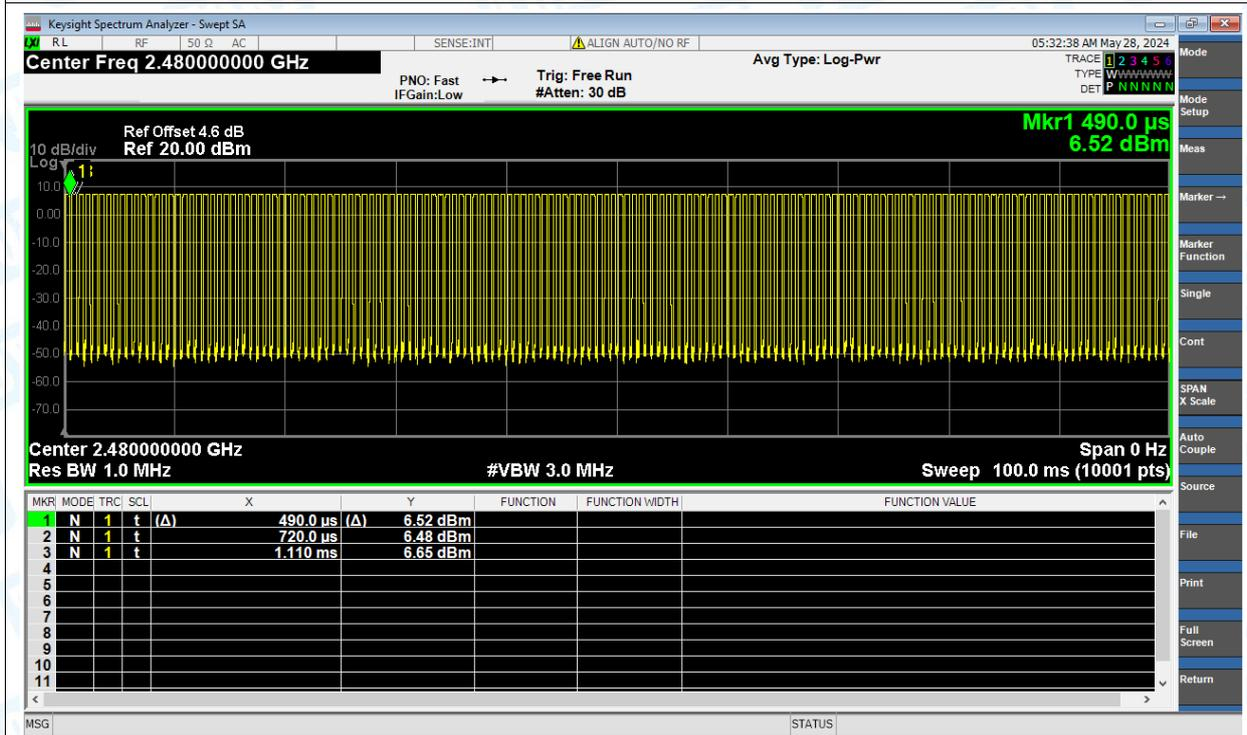 Keysight Spectrum Analyzer - Swept SA
LXI RL RF 50 Ω AC SENSE:INT ALIGN AUTO/NO RF 05:32:38 AM May 28, 2024
Center Freq 2.480000000 GHz
PNO: Fast
IFGain:Low
Trig: Free Run
#Atten: 30 dB
Avg Type: Log-Pwr
TRACE 1 2 3 4 5 6
TYPE WWWWWW
DET P N N N N N
Mkr1 490.0 µs
6.52 dBm
Ref Offset 4.6 dB
10 dB/div Ref 20.00 dBm
Log
1
10.0
0.00
-10.0
-20.0
-30.0
-40.0
-50.0
-60.0
-70.0
Center 2.480000000 GHz Span 0 Hz
Res BW 1.0 MHz #VBW 3.0 MHz Sweep 100.0 ms (10001 pts)
MKR MODE TRC SCL X Y FUNCTION FUNCTION WIDTH FUNCTION VALUE
1 N 1 t (Δ) 490.0 µs (Δ) 6.52 dBm
2 N 1 t 720.0 µs 6.48 dBm
3 N 1 t 1.110 ms 6.65 dBm
4
5
6
7
8
9
10
11
MSG STATUS
Mode
Mode
Setup
Meas
Marker →
Marker
Function
Single
Cont
SPAN
X Scale
Auto
Couple
Source
File
Print
Full
Screen
Return